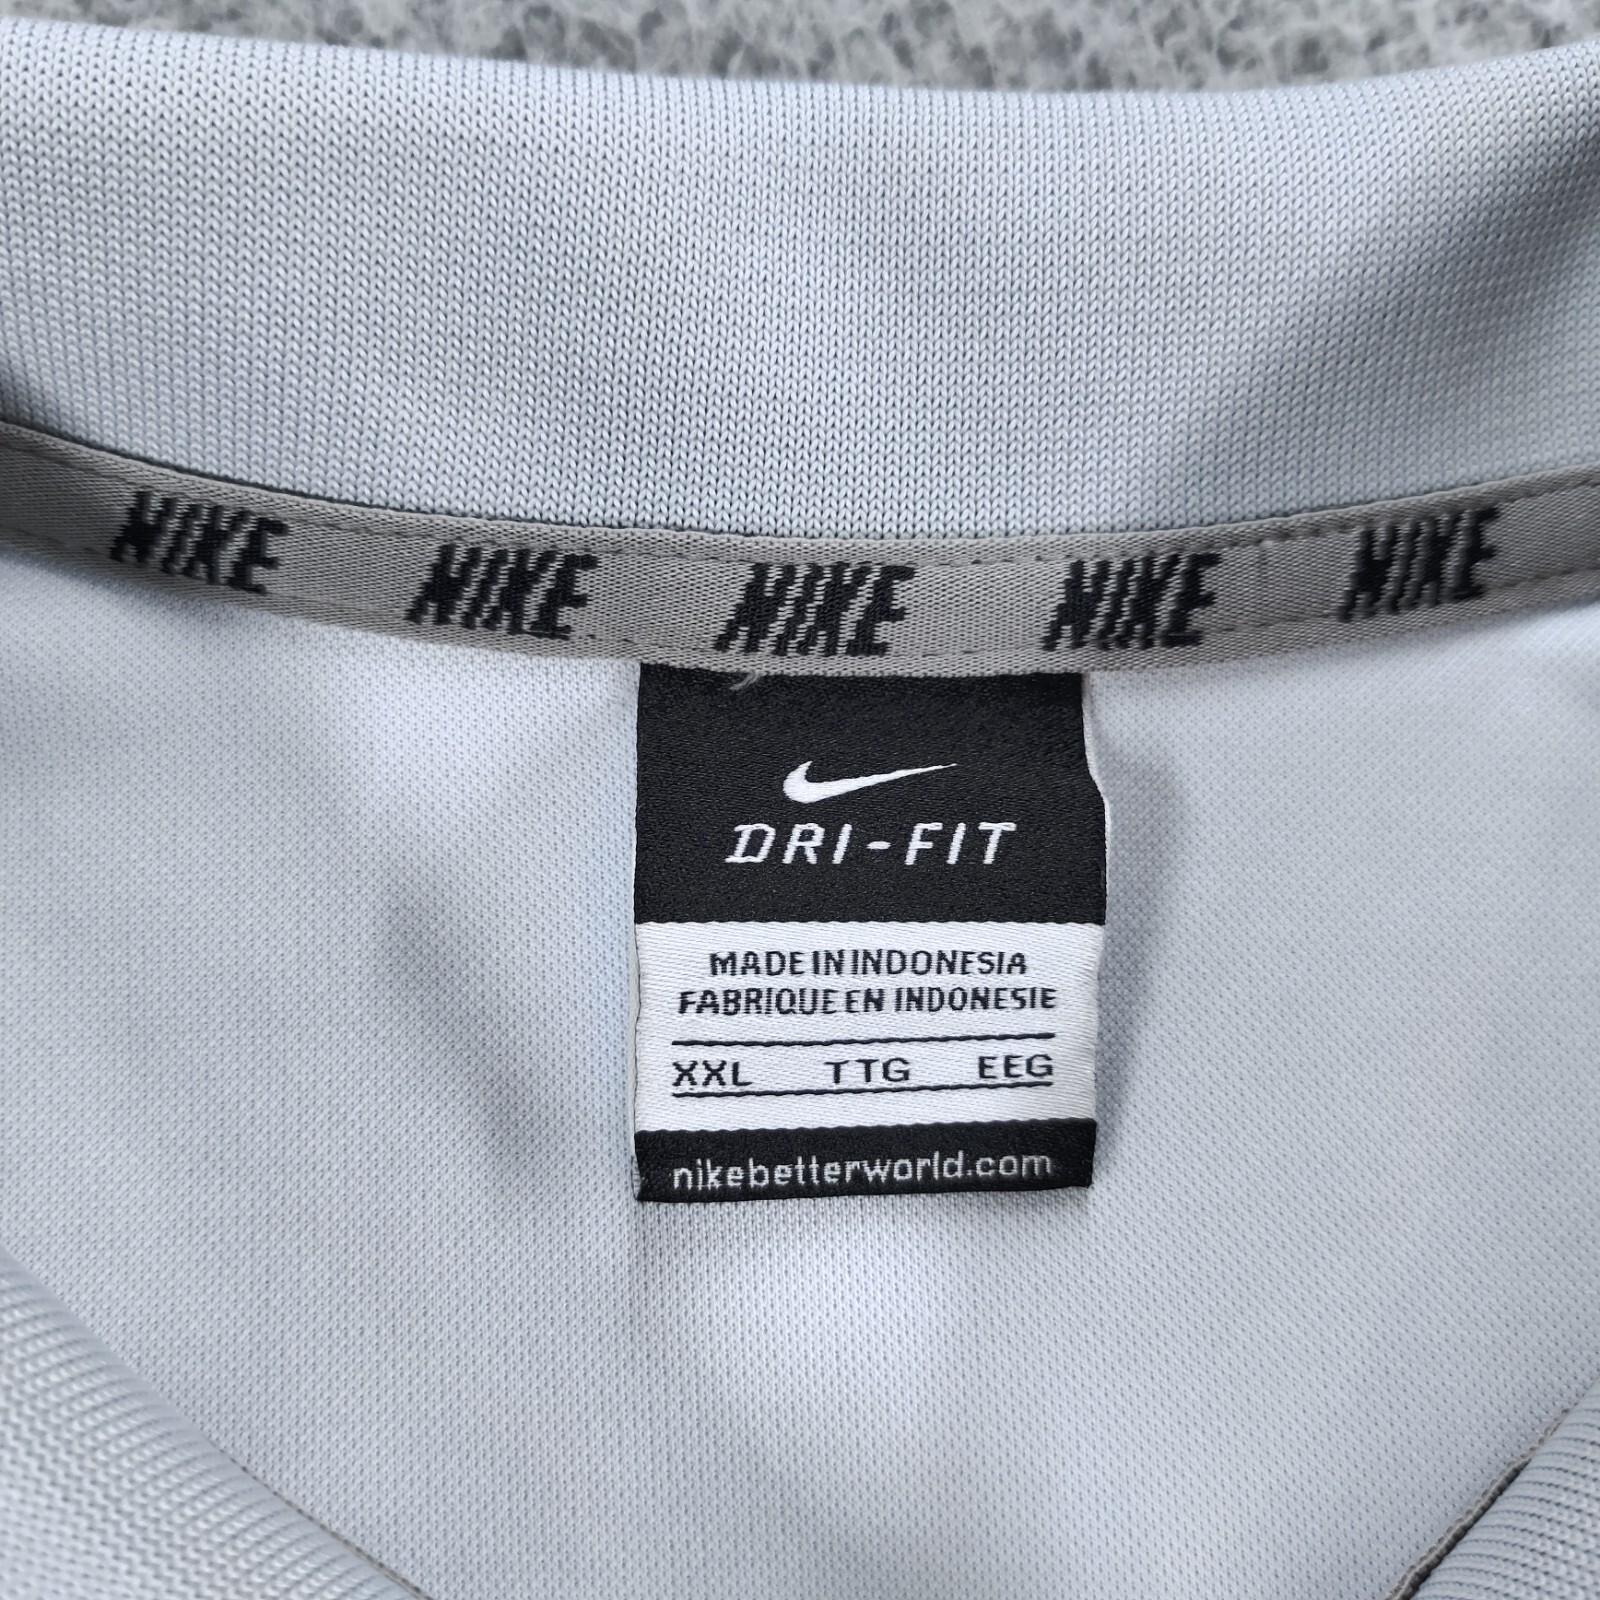 NIKE NIKE NIKE NIKE NIKE
DRI-FIT
MADE IN INDONESIA
FABRIQUE EN INDONESIE
XXL TTG EEG
nikebetterworld.com